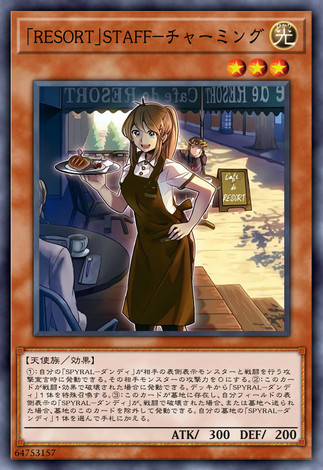 「RESORT」STAFF－チャーミング
光
RESORT
Cafe de RESORT
e de RESORT
Café
de
RESORT
【天使族／効果】
①:自分の「SPYRAL－ダンディ」が相手の表側表示モンスターと戦闘を行う攻
撃宣言時に発動できる。その相手モンスターの攻撃力を０にする。②:このカー
ドが戦闘・効果で破壊された場合に発動できる。デッキから「SPYRAL－ダンデ
ィ」１体を特殊召喚する。③:このカードが墓地に存在し、自分フィールドの表
側表示の「SPYRAL－ダンディ」が、戦闘で破壊された場合、または墓地へ送ら
れた場合、墓地のこのカードを除外して発動できる。自分の墓地の「SPYRAL－
ダンディ」１体を選んで手札に加える。
ATK/ 300 DEF/ 200
64753157